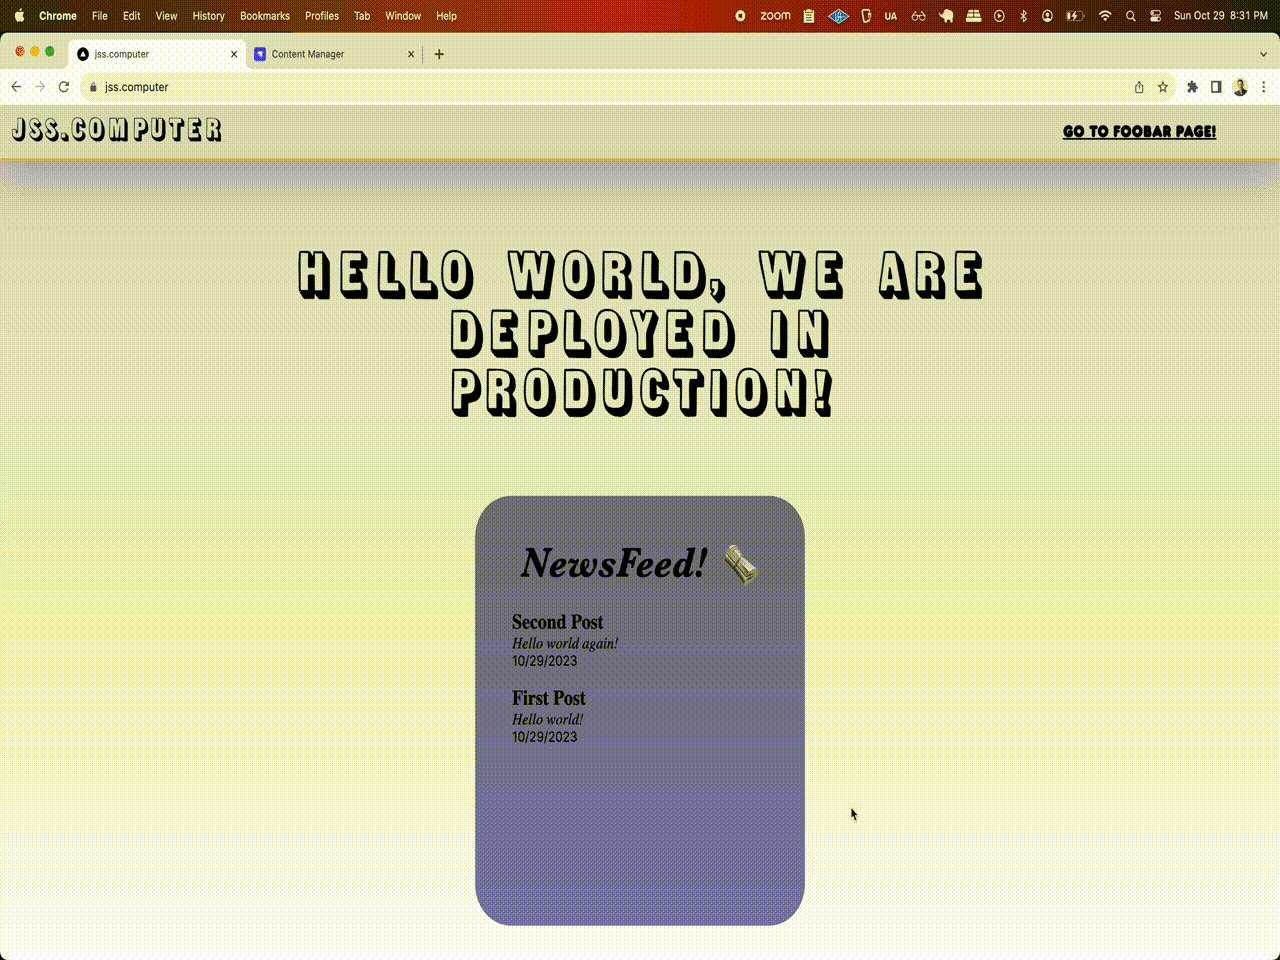 Chrome File Edit View History Bookmarks Profiles Tab Window Help zoom UA Sun Oct 29 8:31 PM
jss.computer Content Manager
jss.computer
JSS.COMPUTER GO TO FOOBAR PAGE!
HELLO WORLD, WE ARE
DEPLOYED IN
PRODUCTION!
NewsFeed!
Second Post
Hello world again!
10/29/2023
First Post
Hello world!
10/29/2023